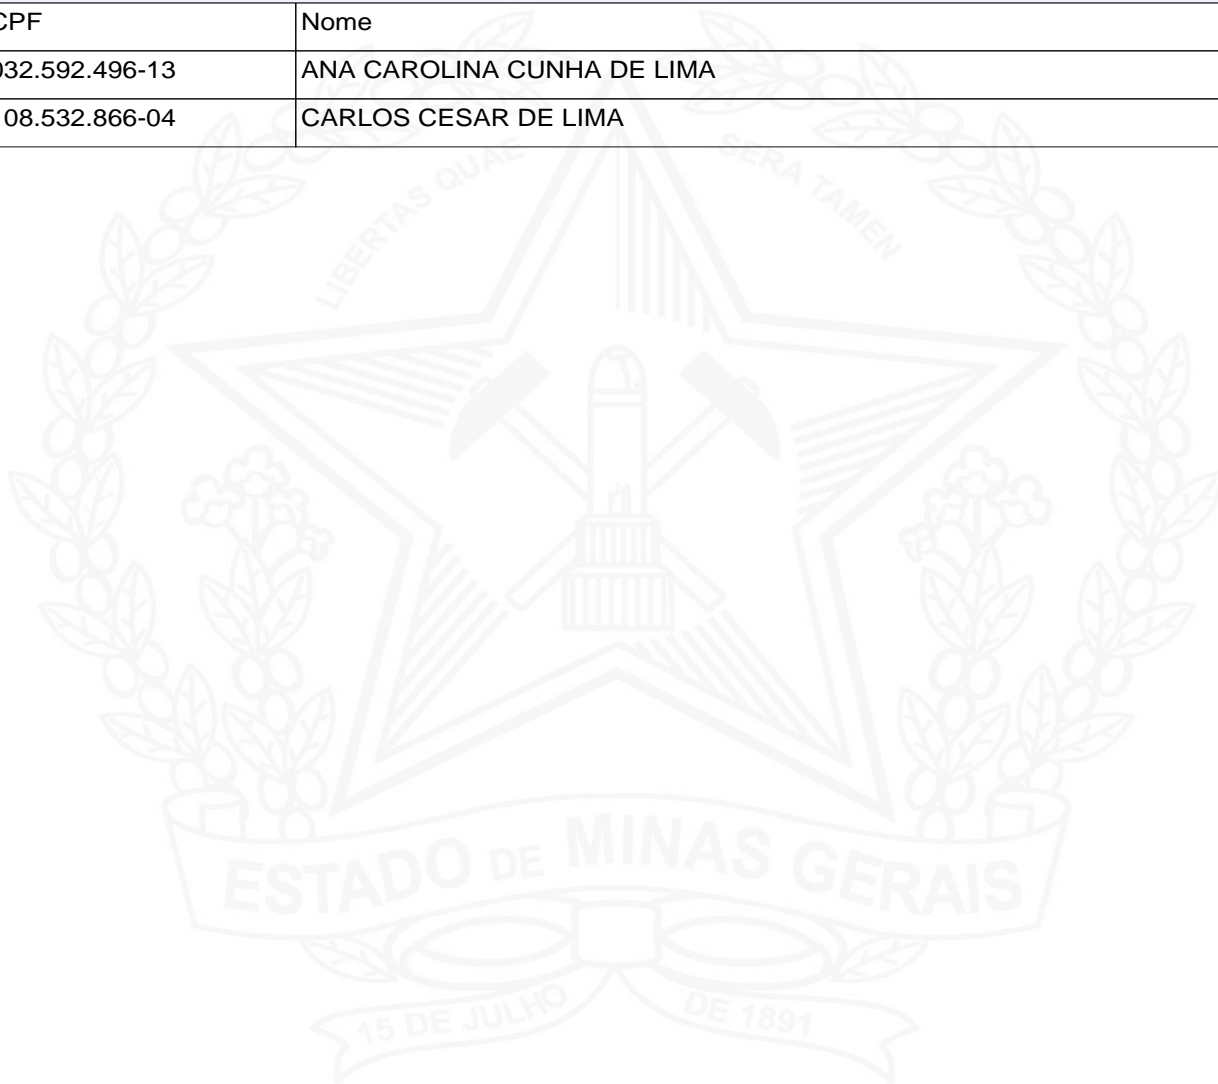 CPF Nome
032.592.496-13 ANA CAROLINA CUNHA DE LIMA
08.532.866-04 CARLOS CESAR DE LIMA
LIBERTAS QUAE SERA TAMEN
ESTADO DE MINAS GERAIS
15 DE JULHO DE 1891